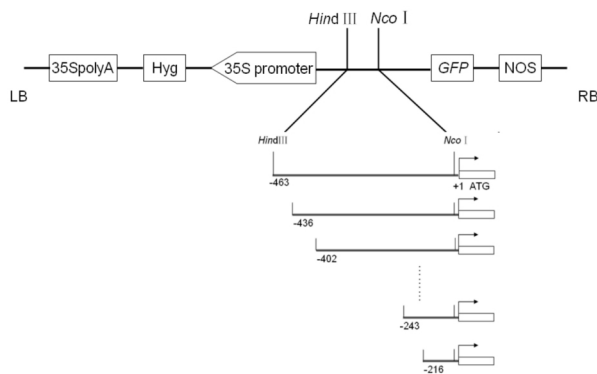 Hind III Nco I
35SpolyA Hyg 35S promoter GFP NOS
LB RB
HindIII Nco I
-463 +1 ATG
-436
-402
-243
-216